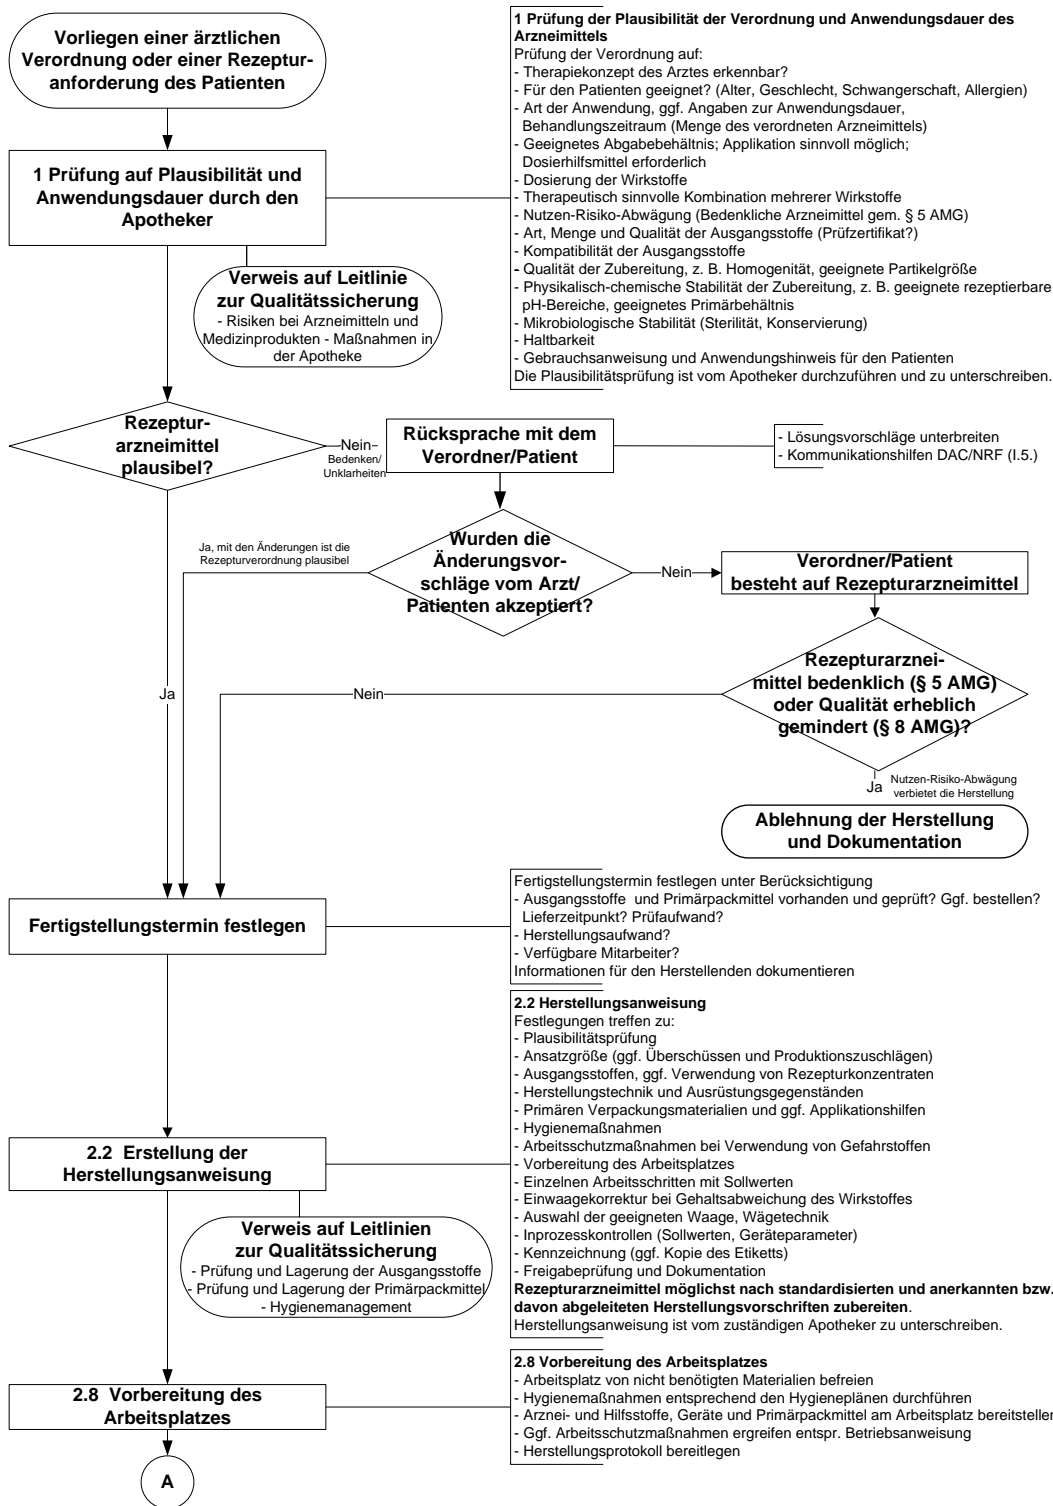 Vorliegen einer ärztlichen
Verordnung oder einer Rezeptur-
anforderung des Patienten
1 Prüfung der Plausibilität der Verordnung und Anwendungsdauer des
Arzneimittels
Prüfung der Verordnung auf:
- Therapiekonzept des Arztes erkennbar?
- Für den Patienten geeignet? (Alter, Geschlecht, Schwangerschaft, Allergien)
- Art der Anwendung, ggf. Angaben zur Anwendungsdauer,
Behandlungszeitraum (Menge des verordneten Arzneimittels)
- Geeignetes Abgabebehältnis; Applikation sinnvoll möglich;
Dosierhilfsmittel erforderlich
- Dosierung der Wirkstoffe
- Therapeutisch sinnvolle Kombination mehrerer Wirkstoffe
- Nutzen-Risiko-Abwägung (Bedenkliche Arzneimittel gem. § 5 AMG)
- Art, Menge und Qualität der Ausgangsstoffe (Prüfzertifikat?)
- Kompatibilität der Ausgangsstoffe
- Qualität der Zubereitung, z. B. Homogenität, geeignete Partikelgröße
- Physikalisch-chemische Stabilität der Zubereitung, z. B. geeignete rezeptierbare
pH-Bereiche, geeignetes Primärbehältnis
- Mikrobiologische Stabilität (Sterilität, Konservierung)
- Haltbarkeit
- Gebrauchsanweisung und Anwendungshinweis für den Patienten
Die Plausibilitätsprüfung ist vom Apotheker durchzuführen und zu unterschreiben.
1 Prüfung auf Plausibilität und
Anwendungsdauer durch den
Apotheker
Verweis auf Leitlinie
zur Qualitätssicherung
- Risiken bei Arzneimitteln und
Medizinprodukten - Maßnahmen in
der Apotheke
Rezeptur-
arzneimittel
plausibel?
Nein
Bedenken/
Unklarheiten
Rücksprache mit dem
Verordner/Patient
- Lösungsvorschläge unterbreiten
- Kommunikationshilfen DAC/NRF (I.5.)
Wurden die
Änderungsvor-
schläge vom Arzt/
Patienten akzeptiert?
Ja, mit den Änderungen ist die
Rezepturverordnung plausibel
Nein
Verordner/Patient
besteht auf Rezepturarzneimittel
Rezepturarznei-
mittel bedenklich (§ 5 AMG)
oder Qualität erheblich
gemindert (§ 8 AMG)?
Ja
Nein
Ja
Nutzen-Risiko-Abwägung
verbietet die Herstellung
Ablehnung der Herstellung
und Dokumentation
Fertigstellungstermin festlegen
Fertigstellungstermin festlegen unter Berücksichtigung
- Ausgangsstoffe und Primärpackmittel vorhanden und geprüft? Ggf. bestellen?
Lieferzeitpunkt? Prüfaufwand?
- Herstellungsaufwand?
- Verfügbare Mitarbeiter?
Informationen für den Herstellenden dokumentieren
2.2 Herstellungsanweisung
Festlegungen treffen zu:
- Plausibilitätsprüfung
- Ansatzgröße (ggf. Überschüssen und Produktionszuschlägen)
- Ausgangsstoffen, ggf. Verwendung von Rezepturkonzentraten
- Herstellungstechnik und Ausrüstungsgegenständen
- Primären Verpackungsmaterialien und ggf. Applikationshilfen
- Hygienemaßnahmen
- Arbeitsschutzmaßnahmen bei Verwendung von Gefahrstoffen
- Vorbereitung des Arbeitsplatzes
- Einzelnen Arbeitsschritten mit Sollwerten
- Einwaagekorrektur bei Gehaltsabweichung des Wirkstoffes
- Auswahl der geeigneten Waage, Wägetechnik
- Inprozesskontrollen (Sollwerten, Geräteparameter)
- Kennzeichnung (ggf. Kopie des Etiketts)
- Freigabeprüfung und Dokumentation
Rezepturarzneimittel möglichst nach standardisierten und anerkannten bzw.
davon abgeleiteten Herstellungsvorschriften zubereiten.
Herstellungsanweisung ist vom zuständigen Apotheker zu unterschreiben.
2.2 Erstellung der
Herstellungsanweisung
Verweis auf Leitlinien
zur Qualitätssicherung
- Prüfung und Lagerung der Ausgangsstoffe
- Prüfung und Lagerung der Primärpackmittel
- Hygienemanagement
2.8 Vorbereitung des
Arbeitsplatzes
2.8 Vorbereitung des Arbeitsplatzes
- Arbeitsplatz von nicht benötigten Materialien befreien
- Hygienemaßnahmen entsprechend den Hygieneplänen durchführen
- Arznei- und Hilfsstoffe, Geräte und Primärpackmittel am Arbeitsplatz bereitstellen
- Ggf. Arbeitsschutzmaßnahmen ergreifen entspr. Betriebsanweisung
- Herstellungsprotokoll bereitlegen
A